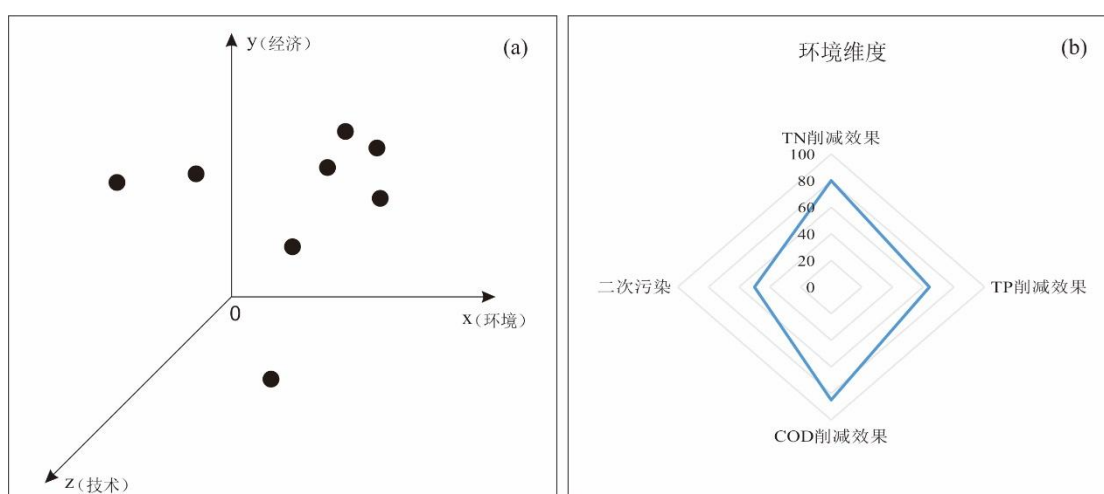 y(经济)
(a)
0
x(环境)
z(技术)
环境维度
(b)
TN削减效果
100
80
60
40
20
0
二次污染
TP削减效果
COD削减效果